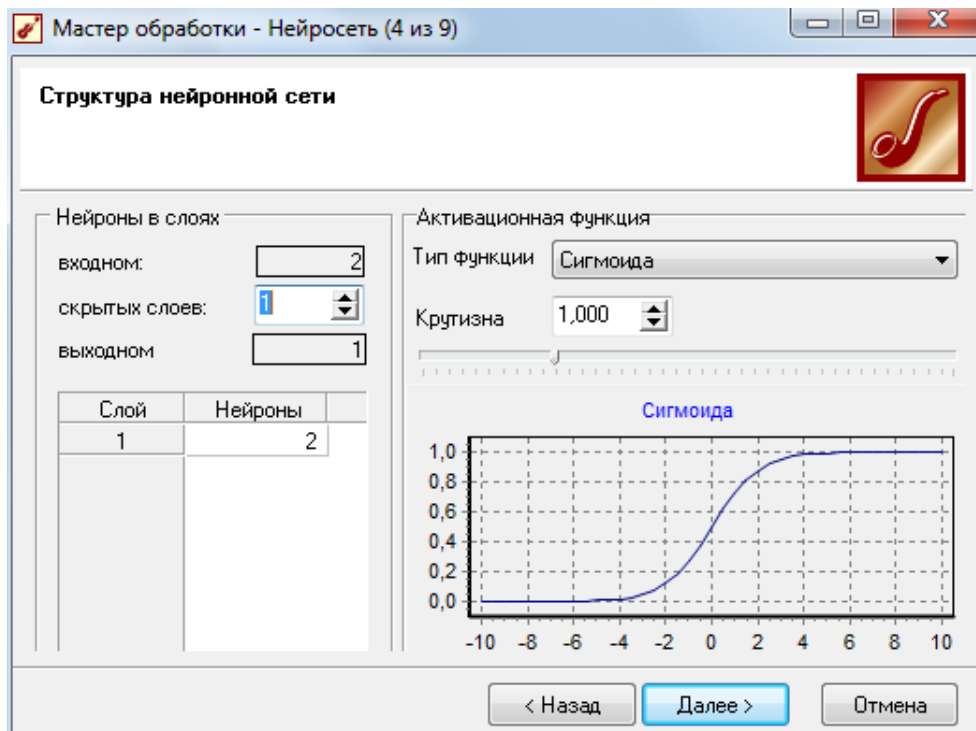 Мастер обработки - Нейросеть (4 из 9)
Структура нейронной сети
Нейроны в слоях
входном: 2
скрытых слоев: 1
выходном 1
Слой Нейроны
1 2
Активационная функция
Тип функции Сигмоида
Крутизна 1,000
Сигмоида
1,0
0,8
0,6
0,4
0,2
0,0
-10 -8 -6 -4 -2 0 2 4 6 8 10
< Назад Далее > Отмена